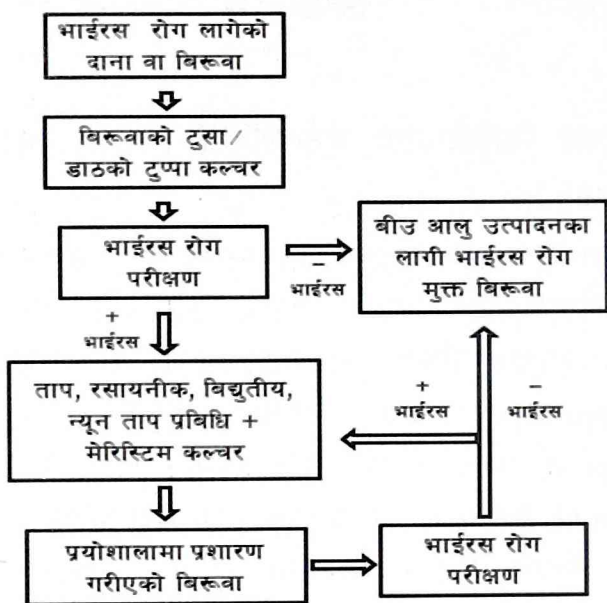 भाईरस रोग लागेको
दाना वा बिरूवा
बिरूवाको टुसा/
डाठको टुप्पा कल्चर
भाईरस रोग
परीक्षण
−
भाईरस
बीउ आलु उत्पादनका
लागी भाईरस रोग
मुक्त बिरूवा
+
भाईरस
ताप, रसायनीक, विद्युतीय,
न्यून ताप प्रबिधि +
मेरिस्टिम कल्चर
+
भाईरस
−
भाईरस
प्रयोशालामा प्रशारण
गरीएको बिरूवा
भाईरस रोग
परीक्षण